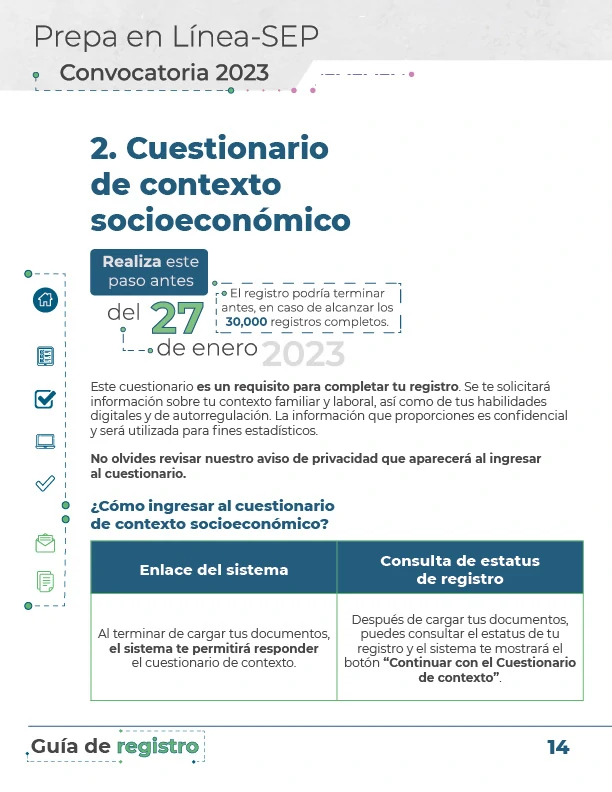 Prepa en Línea-SEP
Convocatoria 2023
2. Cuestionario
de contexto
socioeconómico
Realiza este
paso antes
del 27
de enero 2023
El registro podría terminar
antes, en caso de alcanzar los
30,000 registros completos.
Este cuestionario es un requisito para completar tu registro. Se te solicitará
información sobre tu contexto familiar y laboral, así como de tus habilidades
digitales y de autorregulación. La información que proporciones es confidencial
y será utilizada para fines estadísticos.
No olvides revisar nuestro aviso de privacidad que aparecerá al ingresar
al cuestionario.
¿Cómo ingresar al cuestionario
de contexto socioeconómico?
Enlace del sistema
Consulta de estatus
de registro
Al terminar de cargar tus documentos,
el sistema te permitirá responder
el cuestionario de contexto.
Después de cargar tus documentos,
puedes consultar el estatus de tu
registro y el sistema te mostrará el
botón “Continuar con el Cuestionario
de contexto”.
Guía de registro
14